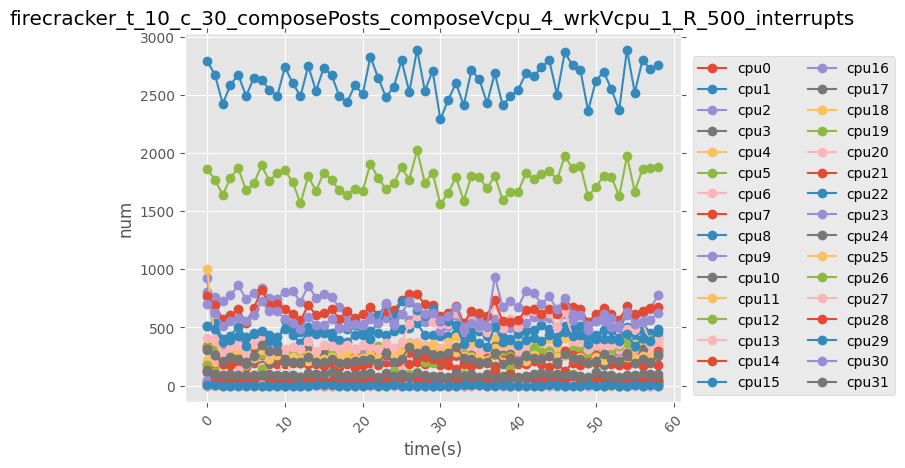 firecracker_t_10_c_30_composePosts_composeVcpu_4_wrkVcpu_1_R_500_interrupts
3000
2500
2000
1500
1000
500
0
num
0
10
20
30
40
50
60
time(s)
cpu0
cpu1
cpu2
cpu3
cpu4
cpu5
cpu6
cpu7
cpu8
cpu9
cpu10
cpu11
cpu12
cpu13
cpu14
cpu15
cpu16
cpu17
cpu18
cpu19
cpu20
cpu21
cpu22
cpu23
cpu24
cpu25
cpu26
cpu27
cpu28
cpu29
cpu30
cpu31